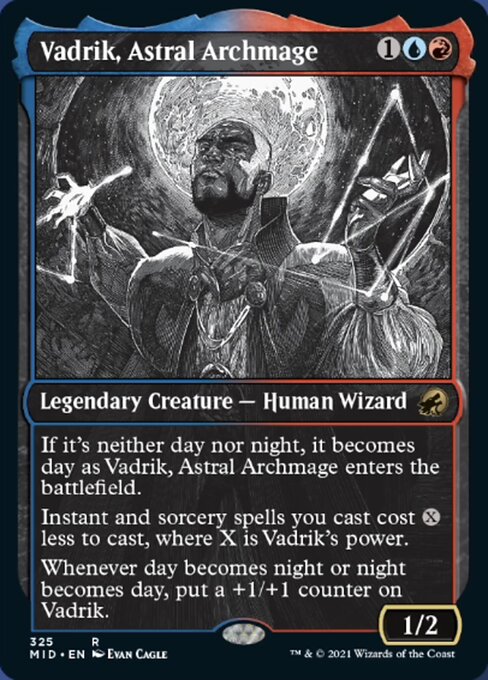 Vadrik, Astral Archmage 1
Legendary Creature — Human Wizard
If it's neither day nor night, it becomes
day as Vadrik, Astral Archmage enters the
battlefield.
Instant and sorcery spells you cast cost X
less to cast, where X is Vadrik's power.
Whenever day becomes night or night
becomes day, put a +1/+1 counter on
Vadrik.
1/2
325 R
MID • EN Evan Cagle
™ & © 2021 Wizards of the Coast